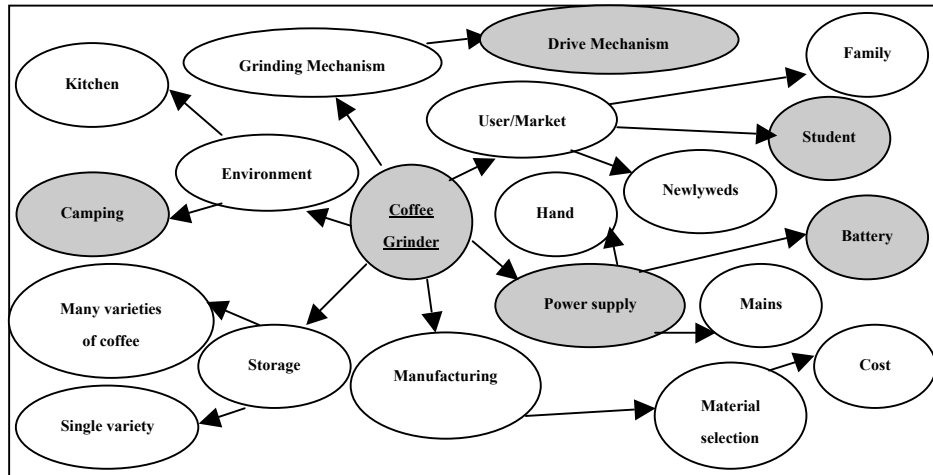 Drive Mechanism
Family
Grinding Mechanism
Kitchen
User/Market
Student
Environment
Newlyweds
Camping
Coffee
Grinder
Hand
Battery
Many varieties
of coffee
Power supply
Mains
Storage
Manufacturing
Cost
Material
selection
Single variety